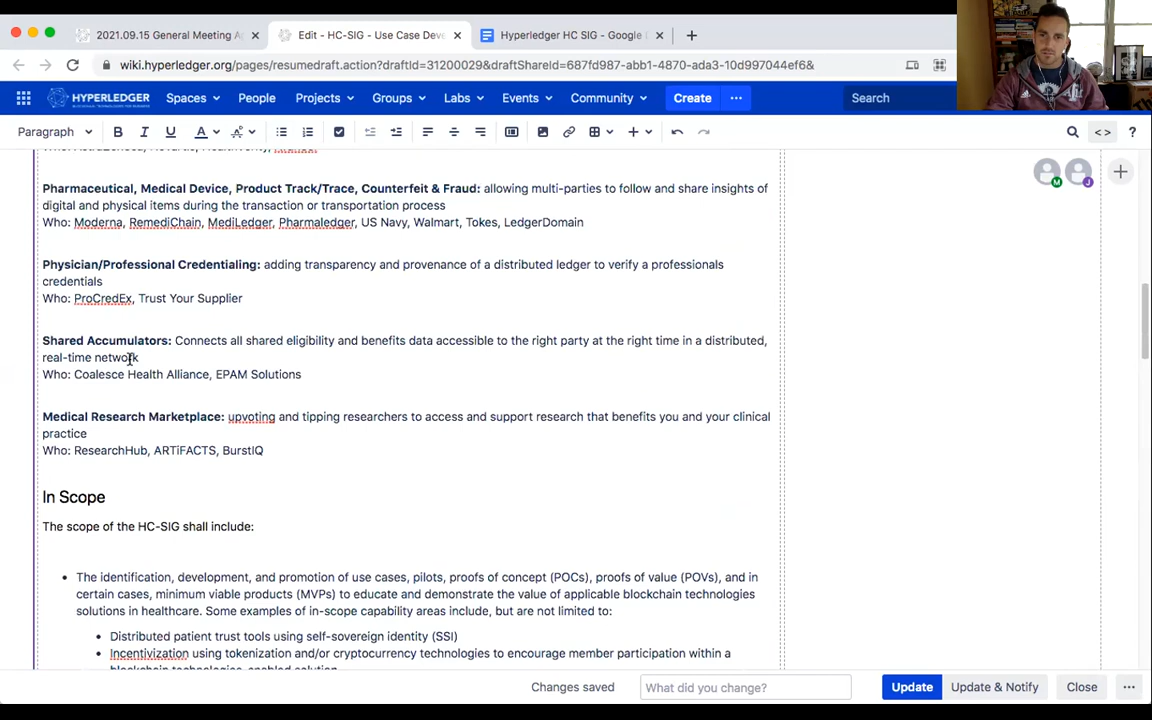 2021.09.15 General Meeting A
Edit - HC-SIG - Use Case Deve
Hyperledger HC SIG - Google
wiki.hyperledger.org/pages/resumedraft.action?draftId=31200029&draftShareId=687fd987-abb1-4870-ada3-10d997044ef6&
HYPERLEDGER
Spaces
People
Projects
Groups
Labs
Events
Community
Create
Search
Paragraph
B I U A
Pharmaceutical, Medical Device, Product Track/Trace, Counterfeit & Fraud: allowing multi-parties to follow and share insights of
digital and physical items during the transaction or transportation process
Who: Moderna, RemediChain, MediLedger, Pharmaledger, US Navy, Walmart, Tokes, LedgerDomain
Physician/Professional Credentialing: adding transparency and provenance of a distributed ledger to verify a professionals
credentials
Who: ProCredEx, Trust Your Supplier
Shared Accumulators: Connects all shared eligibility and benefits data accessible to the right party at the right time in a distributed,
real-time network
Who: Coalesce Health Alliance, EPAM Solutions
Medical Research Marketplace: upvoting and tipping researchers to access and support research that benefits you and your clinical
practice
Who: ResearchHub, ARTiFACTS, BurstIQ
In Scope
The scope of the HC-SIG shall include:
The identification, development, and promotion of use cases, pilots, proofs of concept (POCs), proofs of value (POVs), and in
certain cases, minimum viable products (MVPs) to educate and demonstrate the value of applicable blockchain technologies
solutions in healthcare. Some examples of in-scope capability areas include, but are not limited to:
Distributed patient trust tools using self-sovereign identity (SSI)
Incentivization using tokenization and/or cryptocurrency technologies to encourage member participation within a
M
J
Changes saved
What did you change?
Update
Update & Notify
Close